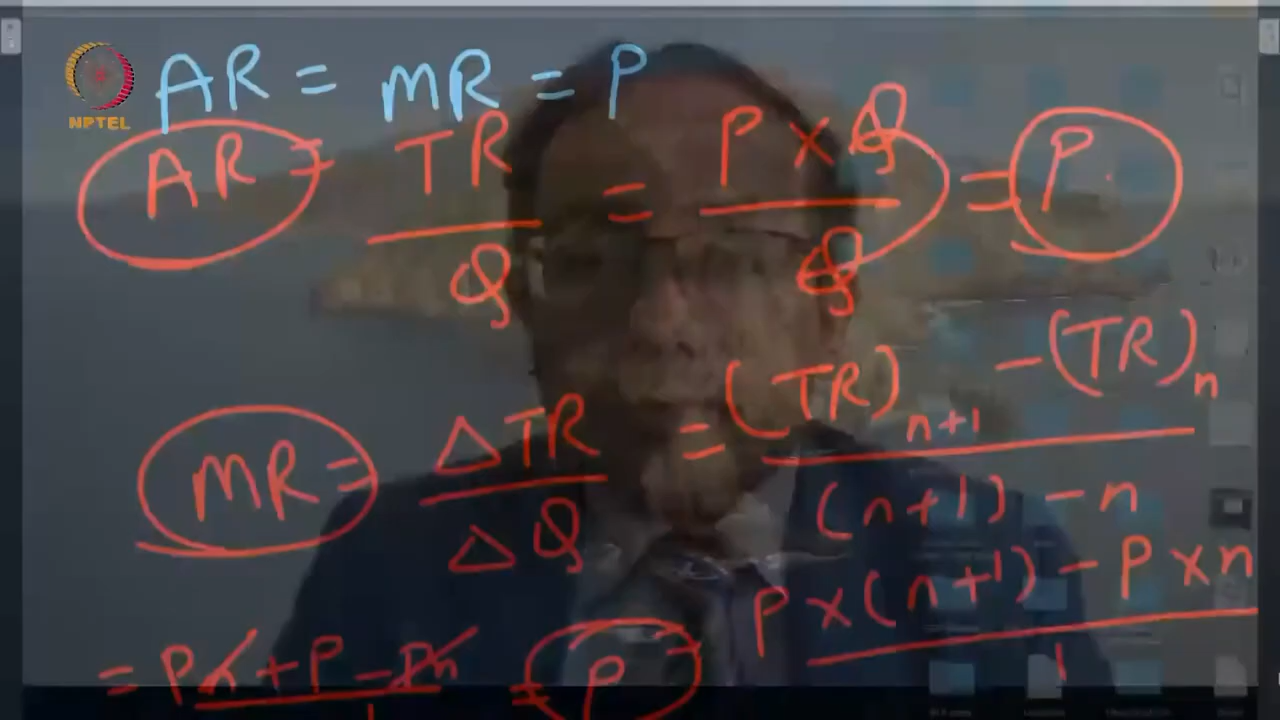 NPTEL
AR = MR = P
AR = TR / Q = P x Q / Q = P
MR = ΔTR / ΔQ = (TR)n+1 - (TR)n / (n+1) - n
= P x (n+1) - P x n / 1
= Pn + P - Pn / 1 = P